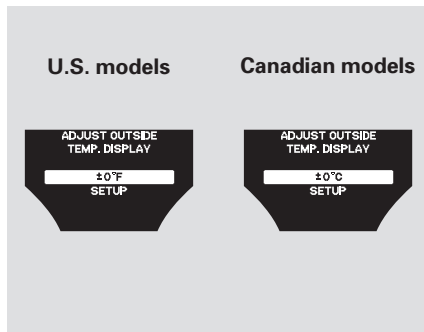 U.S. models
Canadian models
ADJUST OUTSIDE
TEMP. DISPLAY
±0°F
SETUP
ADJUST OUTSIDE
TEMP. DISPLAY
±0°C
SETUP